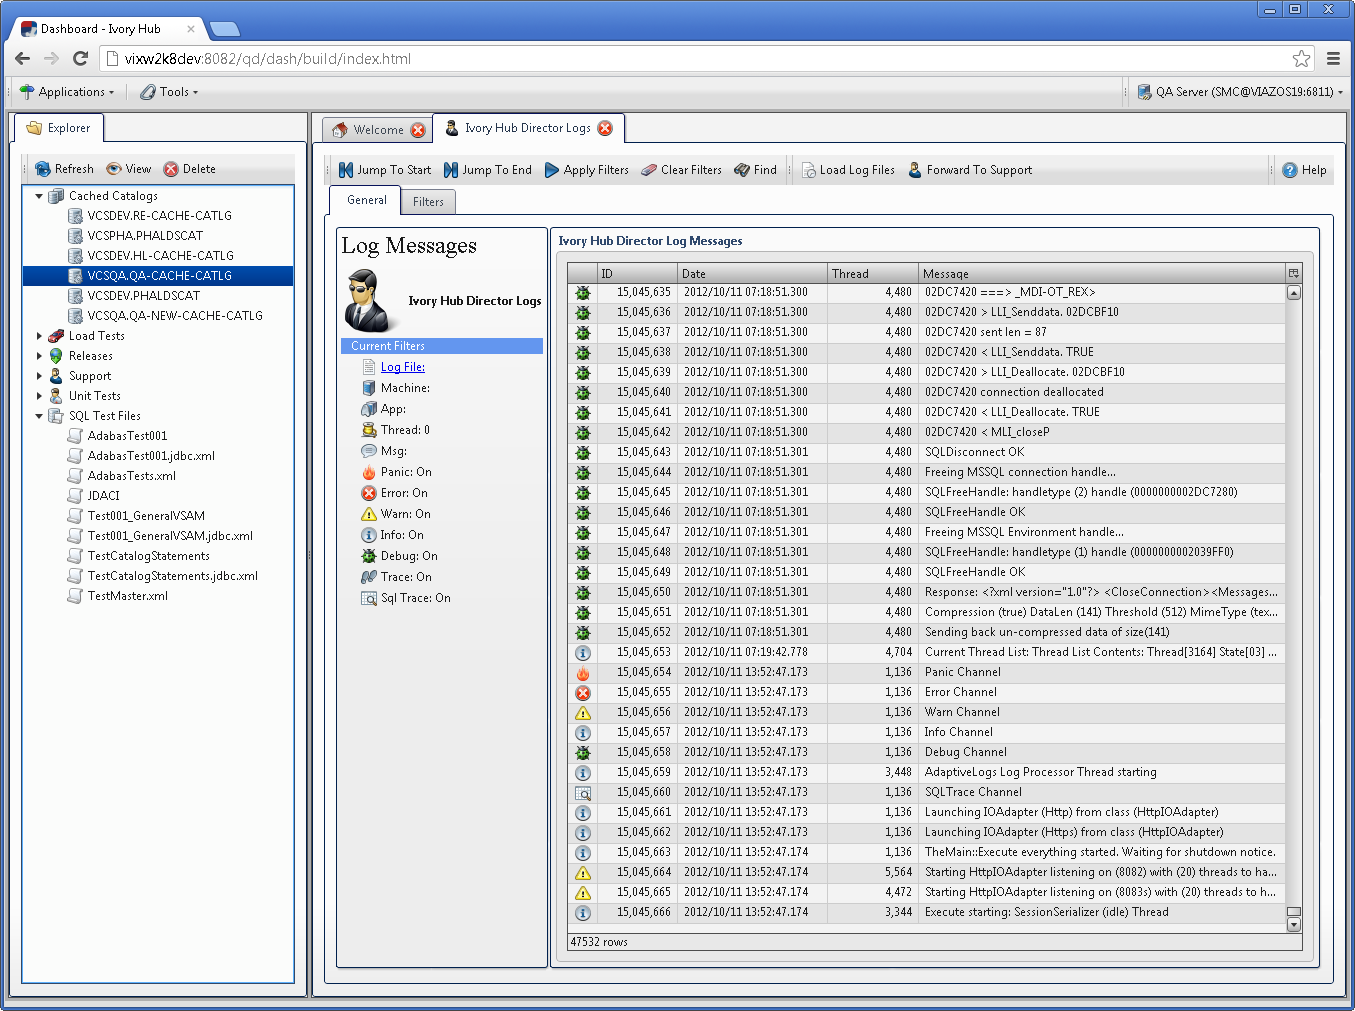 Dashboard - Ivory Hub
vixw2k8dev:8082/qd/dash/build/index.html
Applications Tools QA Server (SMC@VIAZOS19:6811)
Explorer
Refresh View Delete
Cached Catalogs
VCSDEV.RE-CACHE-CATLG
VCSPHA.PHALDSCAT
VCSDEV.HL-CACHE-CATLG
VCSQA.QA-CACHE-CATLG
VCSDEV.PHALDSCAT
VCSQA.QA-NEW-CACHE-CATLG
Load Tests
Releases
Support
Unit Tests
SQL Test Files
AdabasTest001
AdabasTest001.jdbc.xml
AdabasTests.xml
JDACI
Test001_GeneralVSAM
Test001_GeneralVSAM.jdbc.xml
TestCatalogStatements
TestCatalogStatements.jdbc.xml
TestMaster.xml
Welcome Ivory Hub Director Logs
Jump To Start Jump To End Apply Filters Clear Filters Find Load Log Files Forward To Support Help
General Filters
Log Messages
Ivory Hub Director Logs
Current Filters
Log File:
Machine:
App:
Thread: 0
Msg:
Panic: On
Error: On
Warn: On
Info: On
Debug: On
Trace: On
Sql Trace: On
Ivory Hub Director Log Messages
ID Date Thread Message
15,045,635 2012/10/11 07:18:51.300 4,480 02DC7420 ===> _MDI-OT_REX>
15,045,636 2012/10/11 07:18:51.300 4,480 02DC7420 > LLI_Senddata. 02DCBF10
15,045,637 2012/10/11 07:18:51.300 4,480 02DC7420 sent len = 87
15,045,638 2012/10/11 07:18:51.300 4,480 02DC7420 < LLI_Senddata. TRUE
15,045,639 2012/10/11 07:18:51.300 4,480 02DC7420 > LLI_Deallocate. 02DCBF10
15,045,640 2012/10/11 07:18:51.300 4,480 02DC7420 connection deallocated
15,045,641 2012/10/11 07:18:51.300 4,480 02DC7420 < LLI_Deallocate. TRUE
15,045,642 2012/10/11 07:18:51.300 4,480 02DC7420 < MLI_closeP
15,045,643 2012/10/11 07:18:51.301 4,480 SQLDisconnect OK
15,045,644 2012/10/11 07:18:51.301 4,480 Freeing MSSQL connection handle...
15,045,645 2012/10/11 07:18:51.301 4,480 SQLFreeHandle: handletype (2) handle (0000000002DC7280)
15,045,646 2012/10/11 07:18:51.301 4,480 SQLFreeHandle OK
15,045,647 2012/10/11 07:18:51.301 4,480 Freeing MSSQL Environment handle...
15,045,648 2012/10/11 07:18:51.301 4,480 SQLFreeHandle: handletype (1) handle (0000000002039FF0)
15,045,649 2012/10/11 07:18:51.301 4,480 SQLFreeHandle OK
15,045,650 2012/10/11 07:18:51.301 4,480 Response: <?xml version="1.0"?> <CloseConnection><Messages...
15,045,651 2012/10/11 07:18:51.301 4,480 Compression (true) DataLen (141) Threshold (512) MimeType (tex...
15,045,652 2012/10/11 07:18:51.301 4,480 Sending back un-compressed data of size(141)
15,045,653 2012/10/11 07:19:42.778 4,704 Current Thread List: Thread List Contents: Thread[3164] State[03] ...
15,045,654 2012/10/11 13:52:47.173 1,136 Panic Channel
15,045,655 2012/10/11 13:52:47.173 1,136 Error Channel
15,045,656 2012/10/11 13:52:47.173 1,136 Warn Channel
15,045,657 2012/10/11 13:52:47.173 1,136 Info Channel
15,045,658 2012/10/11 13:52:47.173 1,136 Debug Channel
15,045,659 2012/10/11 13:52:47.173 3,448 AdaptiveLogs Log Processor Thread starting
15,045,660 2012/10/11 13:52:47.173 1,136 SQLTrace Channel
15,045,661 2012/10/11 13:52:47.173 1,136 Launching IOAdapter (Http) from class (HttpIOAdapter)
15,045,662 2012/10/11 13:52:47.173 1,136 Launching IOAdapter (Https) from class (HttpIOAdapter)
15,045,663 2012/10/11 13:52:47.174 1,136 TheMain::Execute everything started. Waiting for shutdown notice.
15,045,664 2012/10/11 13:52:47.174 5,564 Starting HttpIOAdapter listening on (8082) with (20) threads to ha...
15,045,665 2012/10/11 13:52:47.174 4,472 Starting HttpIOAdapter listening on (8083s) with (20) threads to h...
15,045,666 2012/10/11 13:52:47.174 3,344 Execute starting: SessionSerializer (idle) Thread
47532 rows